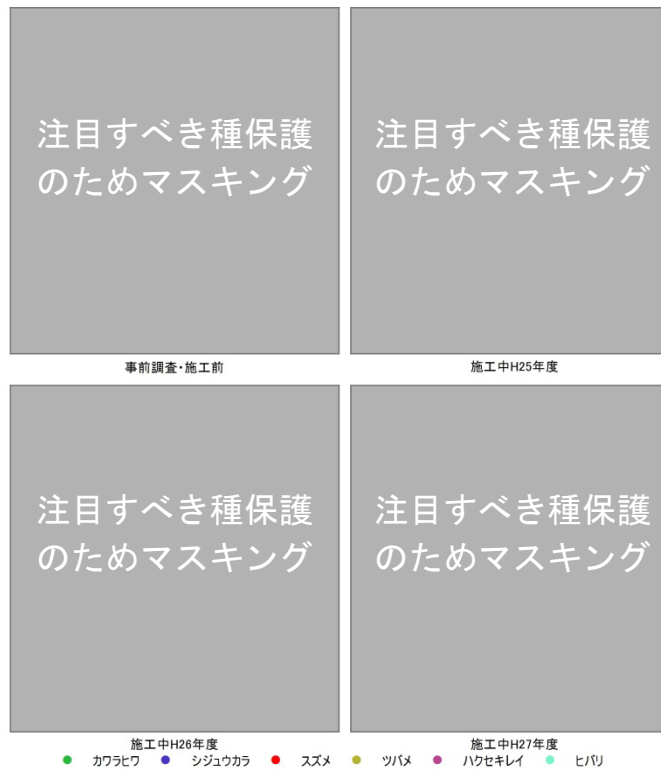 注目すべき種保護
のためマスキング
注目すべき種保護
のためマスキング
事前調査・施工前
施工中H25年度
注目すべき種保護
のためマスキング
注目すべき種保護
のためマスキング
施工中H26年度
施工中H27年度
カワラヒワ シジュウカラ スズメ ツバメ ハクセキレイ ヒバリ